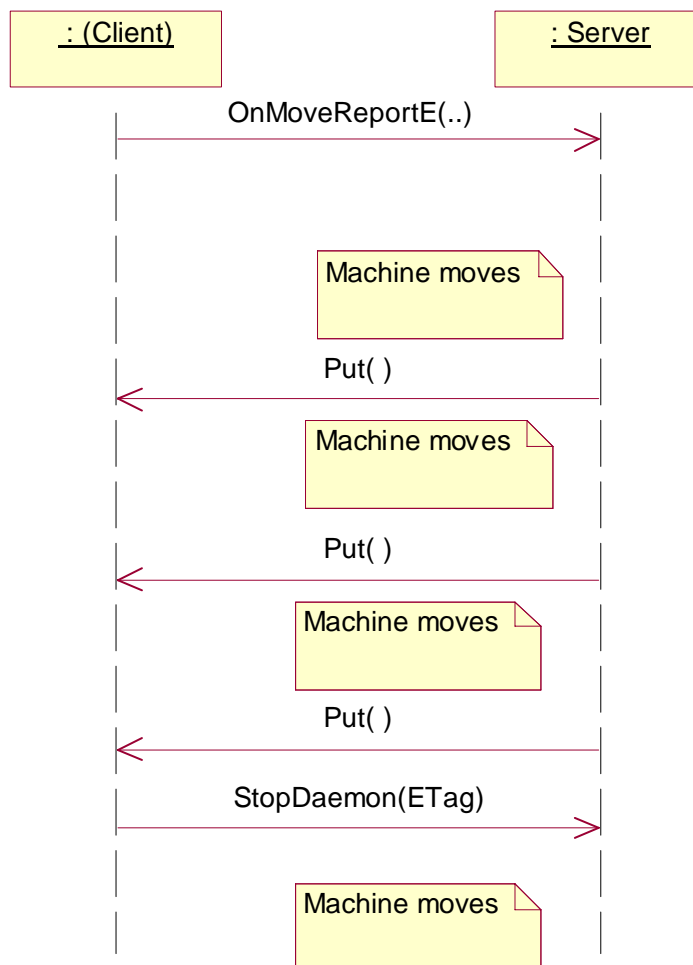 : (Client)
: Server
OnMoveReportE(..)
Machine moves
Put( )
Machine moves
Put( )
Machine moves
Put( )
StopDaemon(ETag)
Machine moves